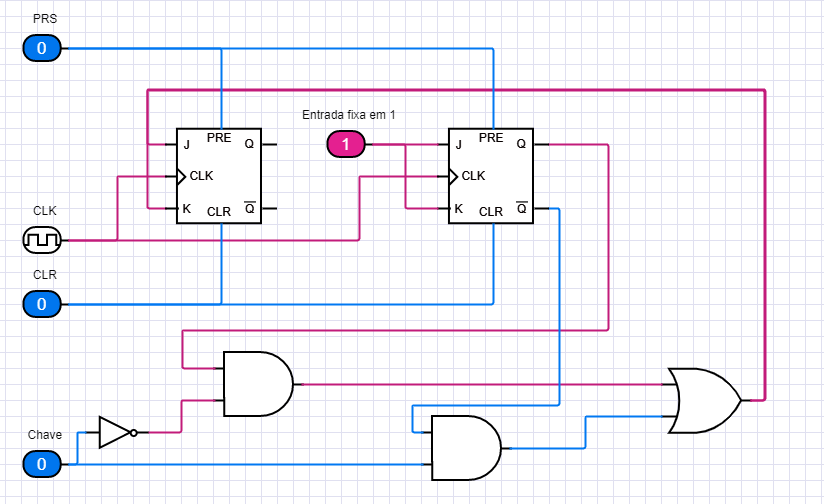 PRS
0
Entrada fixa em 1
1
PRE
J
Q
CLK
K
Q
CLR
PRE
J
Q
CLK
K
Q
CLR
CLK
CLR
0
Chave
0